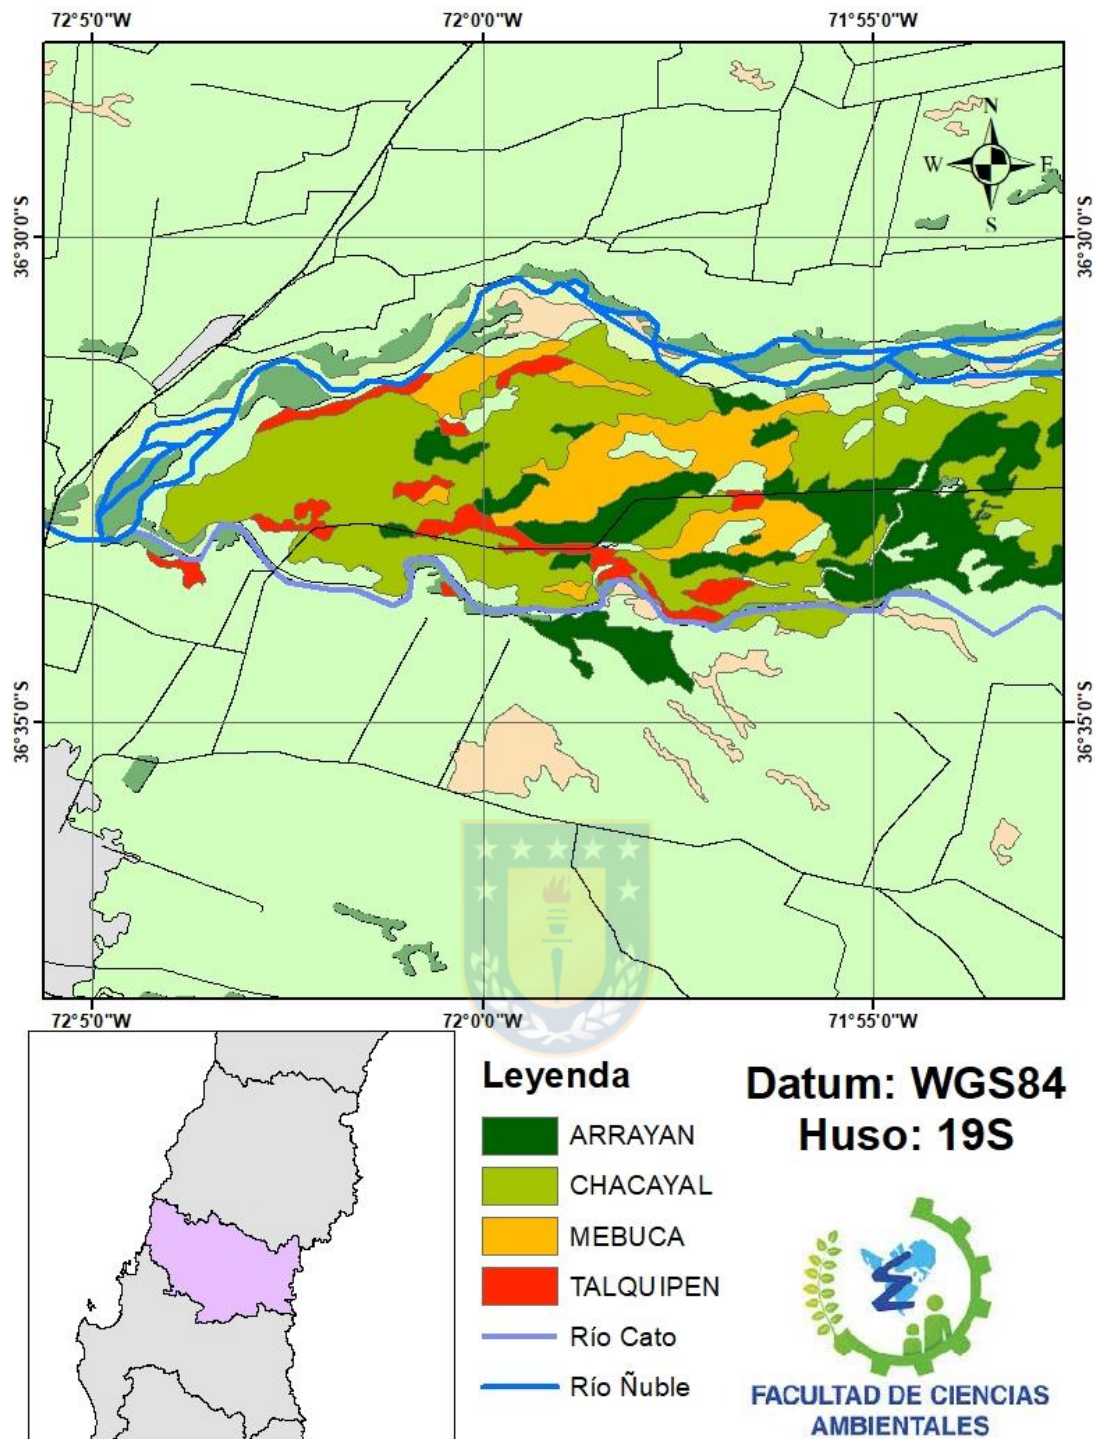 72°5'0"W 72°0'0"W 71°55'0"W
N
W E
S
36°30'0"S 36°30'0"S
36°35'0"S 36°35'0"S
72°5'0"W 72°0'0"W 71°55'0"W
Leyenda
ARRAYAN
CHACAYAL
MEBUCA
TALQUIPEN
Río Cato
Río Ñuble
Datum: WGS84
Huso: 19S
FACULTAD DE CIENCIAS
AMBIENTALES